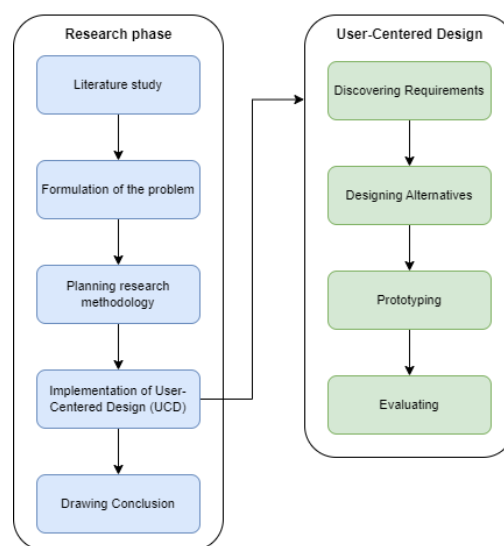 Research phase
Literature study
Formulation of the problem
Planning research
methodology
Implementation of User-
Centered Design (UCD)
Drawing Conclusion
User-Centered Design
Discovering Requirements
Designing Alternatives
Prototyping
Evaluating